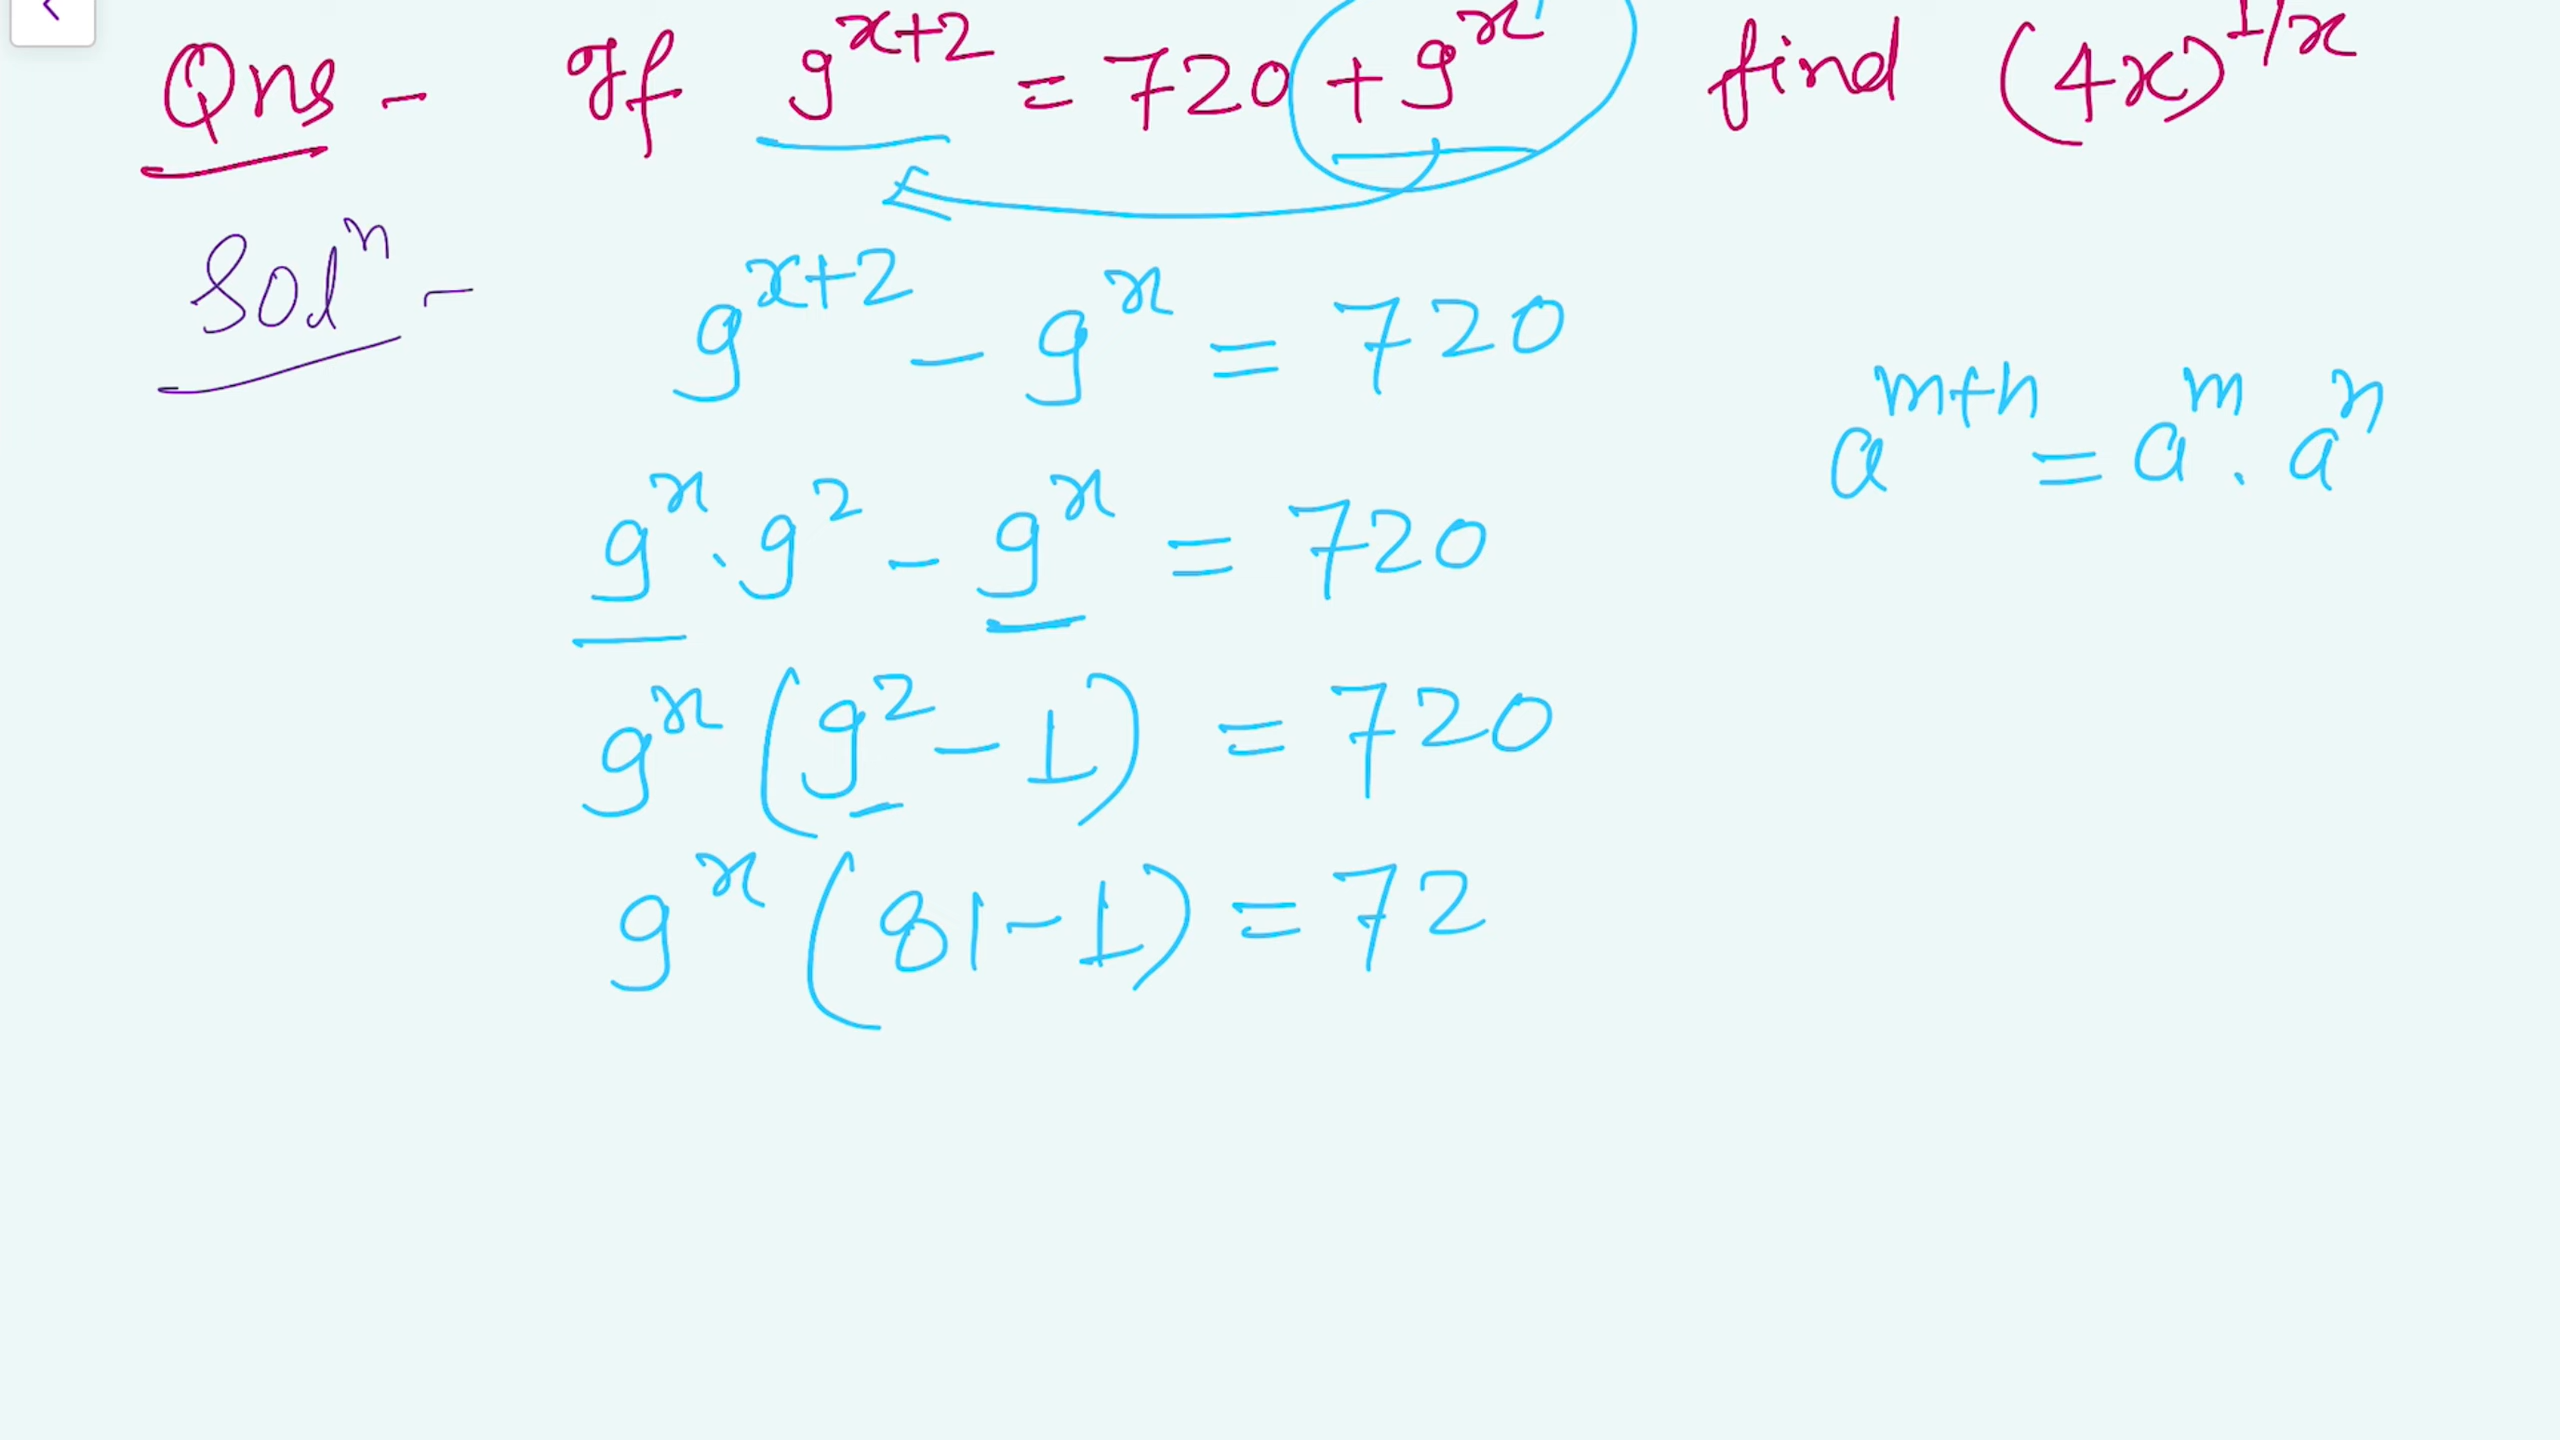 Qns - If 9^{x+2} = 720 + 9^x find (4x)^{1/x}
Sol^n -
9^{x+2} - 9^x = 720
a^{m+n} = a^m . a^n
9^x . 9^2 - 9^x = 720
9^x (9^2 - 1) = 720
9^x (81 - 1) = 72